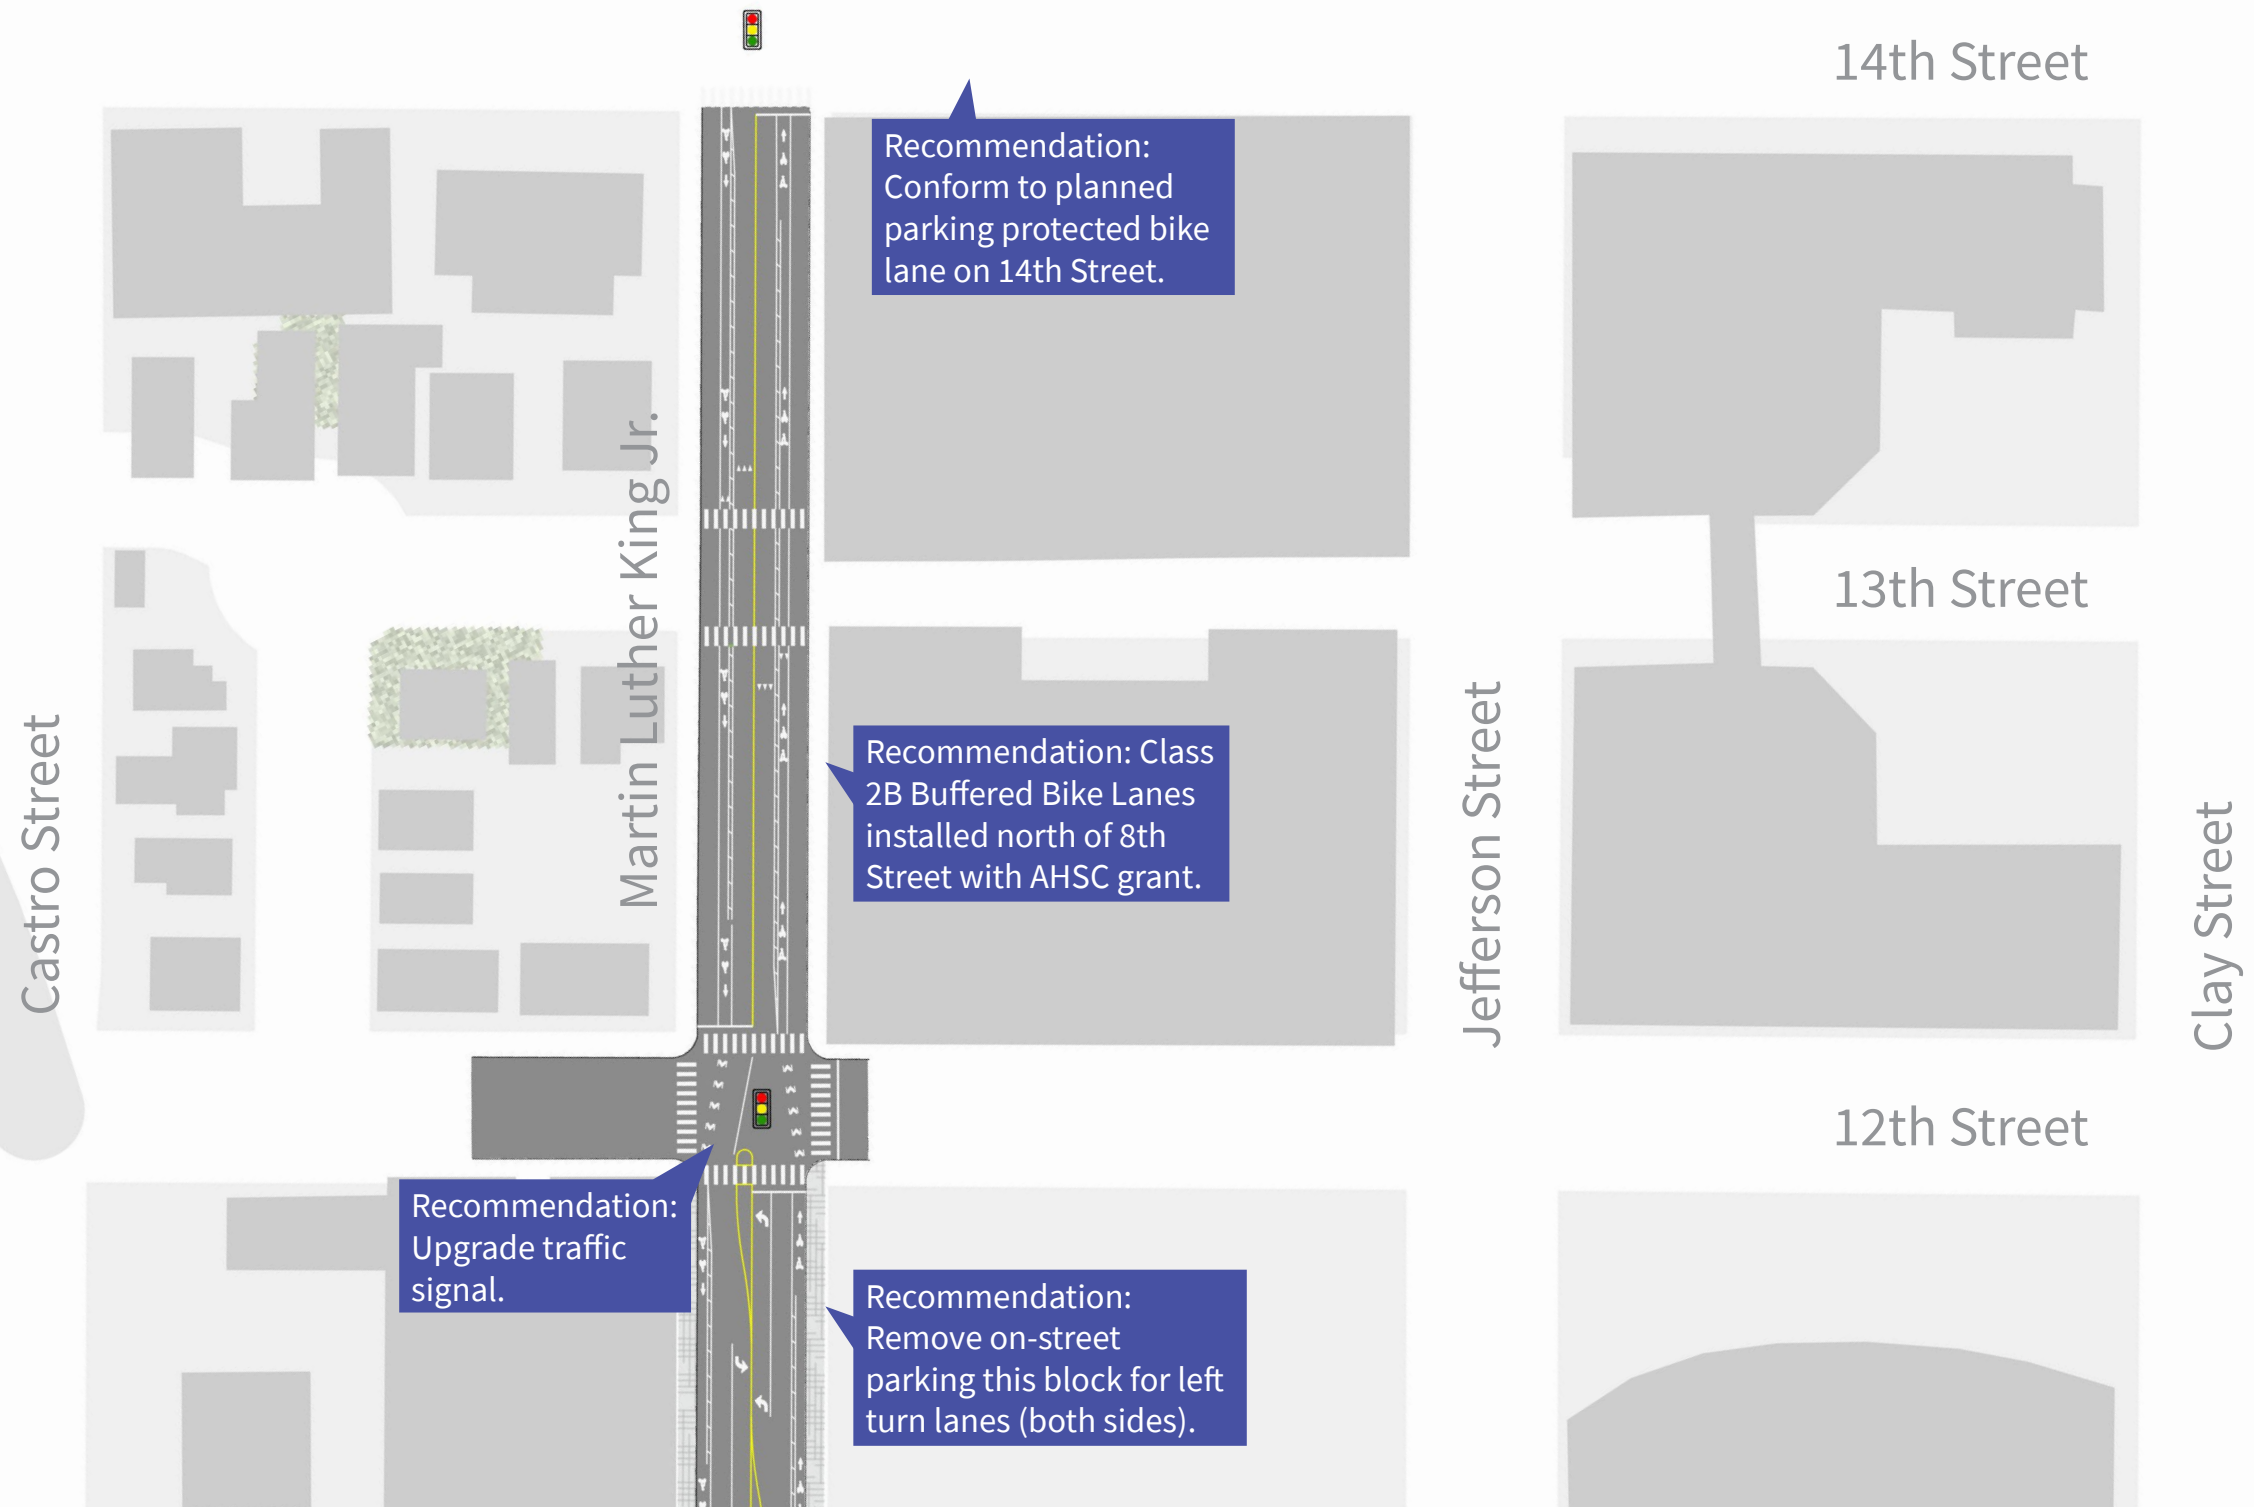 14th Street
Recommendation:
Conform to planned
parking protected bike
lane on 14th Street.
Martin Luther King Jr.
13th Street
Castro Street
Recommendation: Class
2B Buffered Bike Lanes
installed north of 8th
Street with AHSC grant.
Jefferson Street
Clay Street
12th Street
Recommendation:
Upgrade traffic
signal.
Recommendation:
Remove on-street
parking this block for left
turn lanes (both sides).